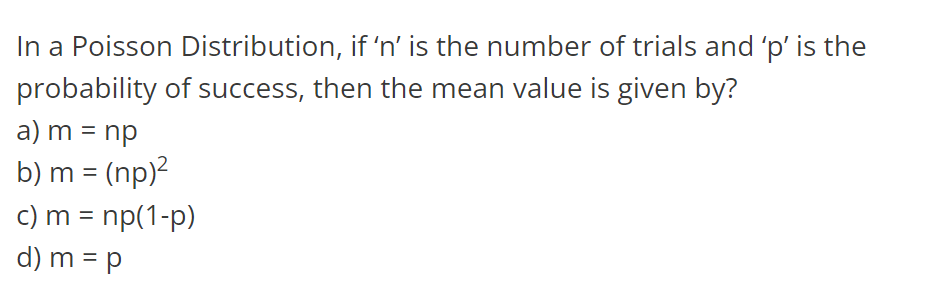 In a Poisson Distribution, if ‘n’ is the number of trials and ‘p’ is the
probability of success, then the mean value is given by?
a) m = np
b) m = (np)²
c) m = np(1-p)
d) m = p